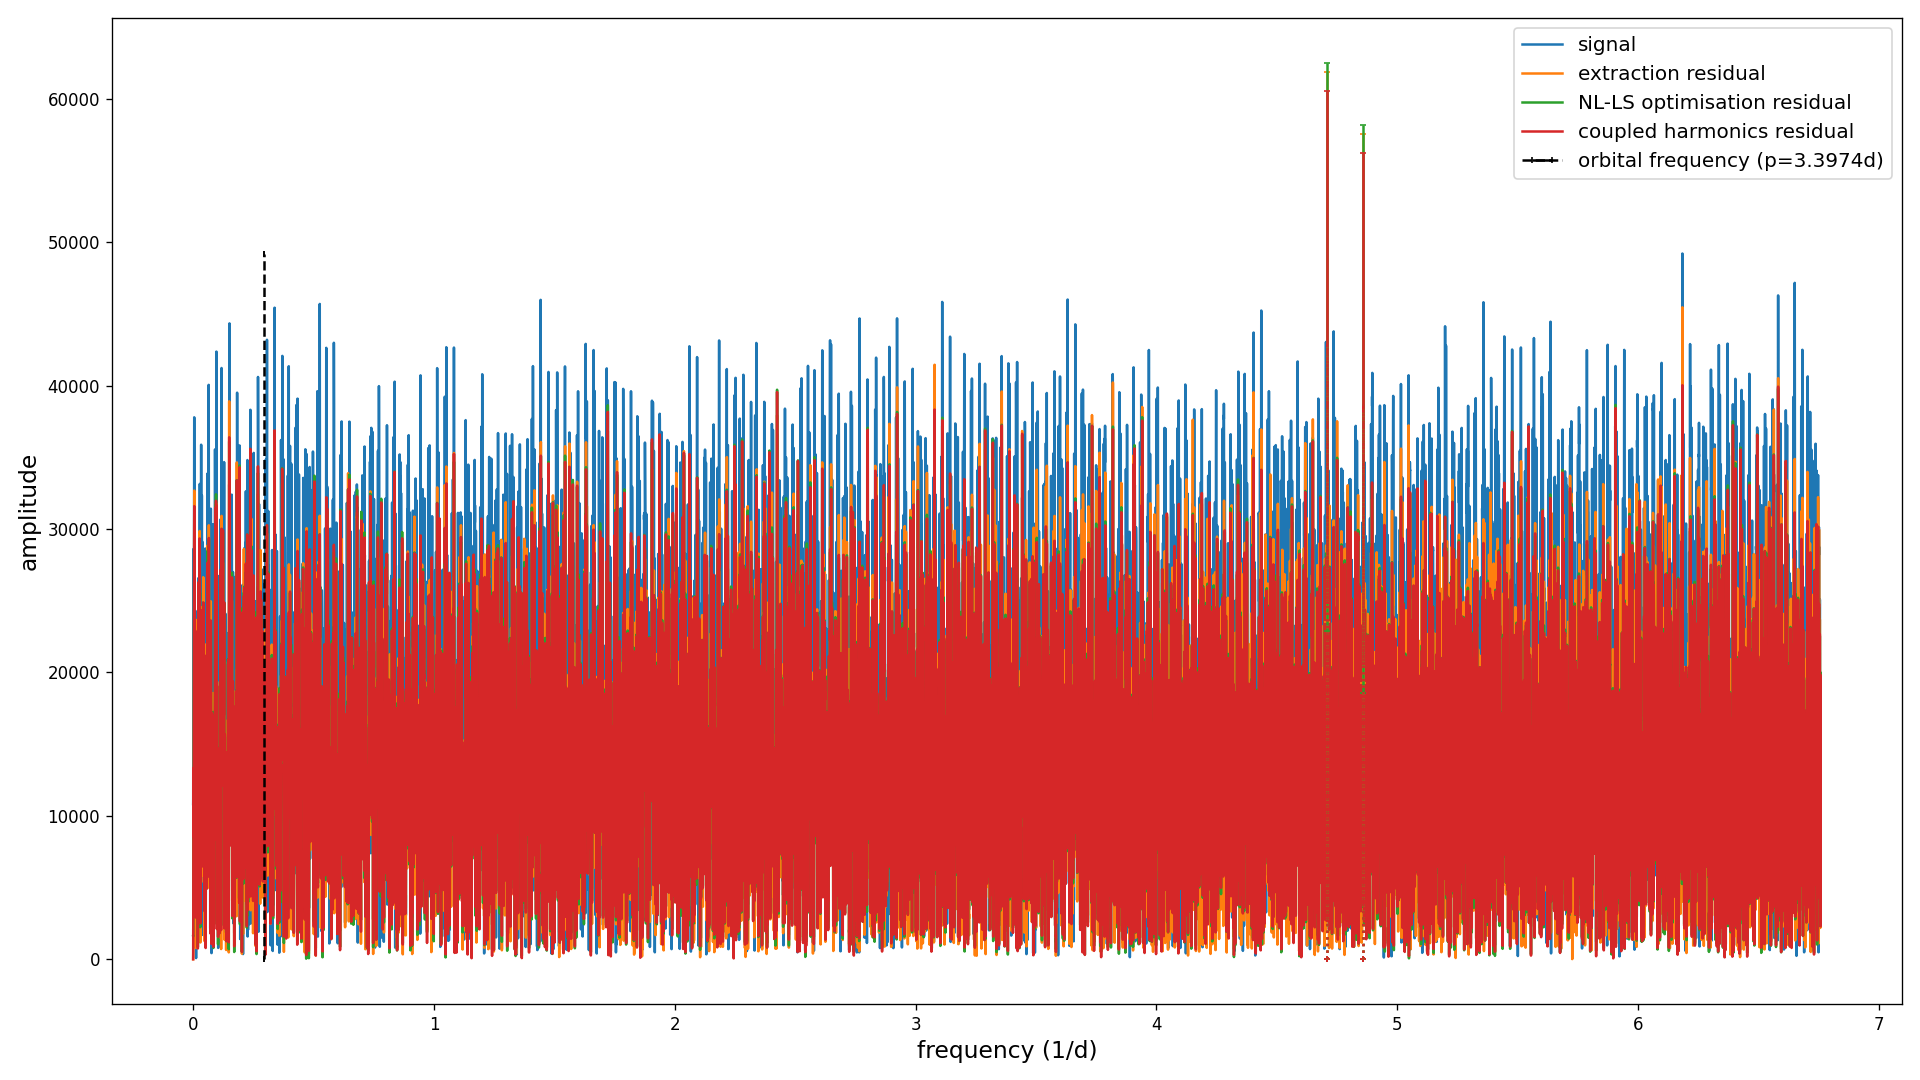 signal
extraction residual
NL-LS optimisation residual
coupled harmonics residual
orbital frequency (p=3.3974d)
amplitude
60000
50000
40000
30000
20000
10000
0
0 1 2 3 4 5 6 7
frequency (1/d)